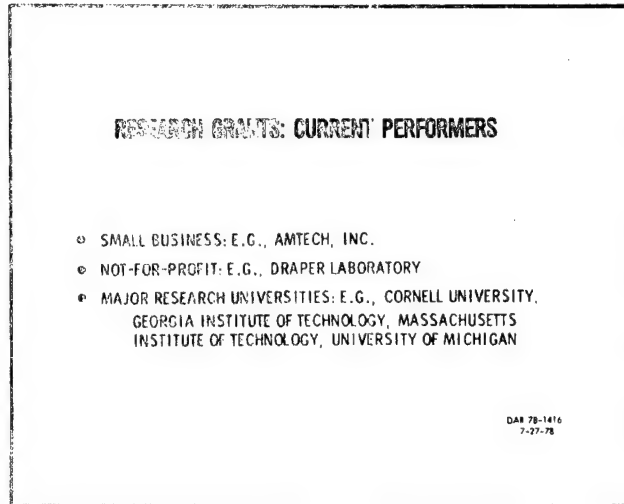 RESEARCH GRANTS: CURRENT PERFORMERS
SMALL BUSINESS: E.G., AMTECH, INC.
NOT-FOR-PROFIT: E.G., DRAPER LABORATORY
MAJOR RESEARCH UNIVERSITIES: E.G., CORNELL UNIVERSITY,
GEORGIA INSTITUTE OF TECHNOLOGY, MASSACHUSETTS
INSTITUTE OF TECHNOLOGY, UNIVERSITY OF MICHIGAN
DAR 78-1416
7-27-78